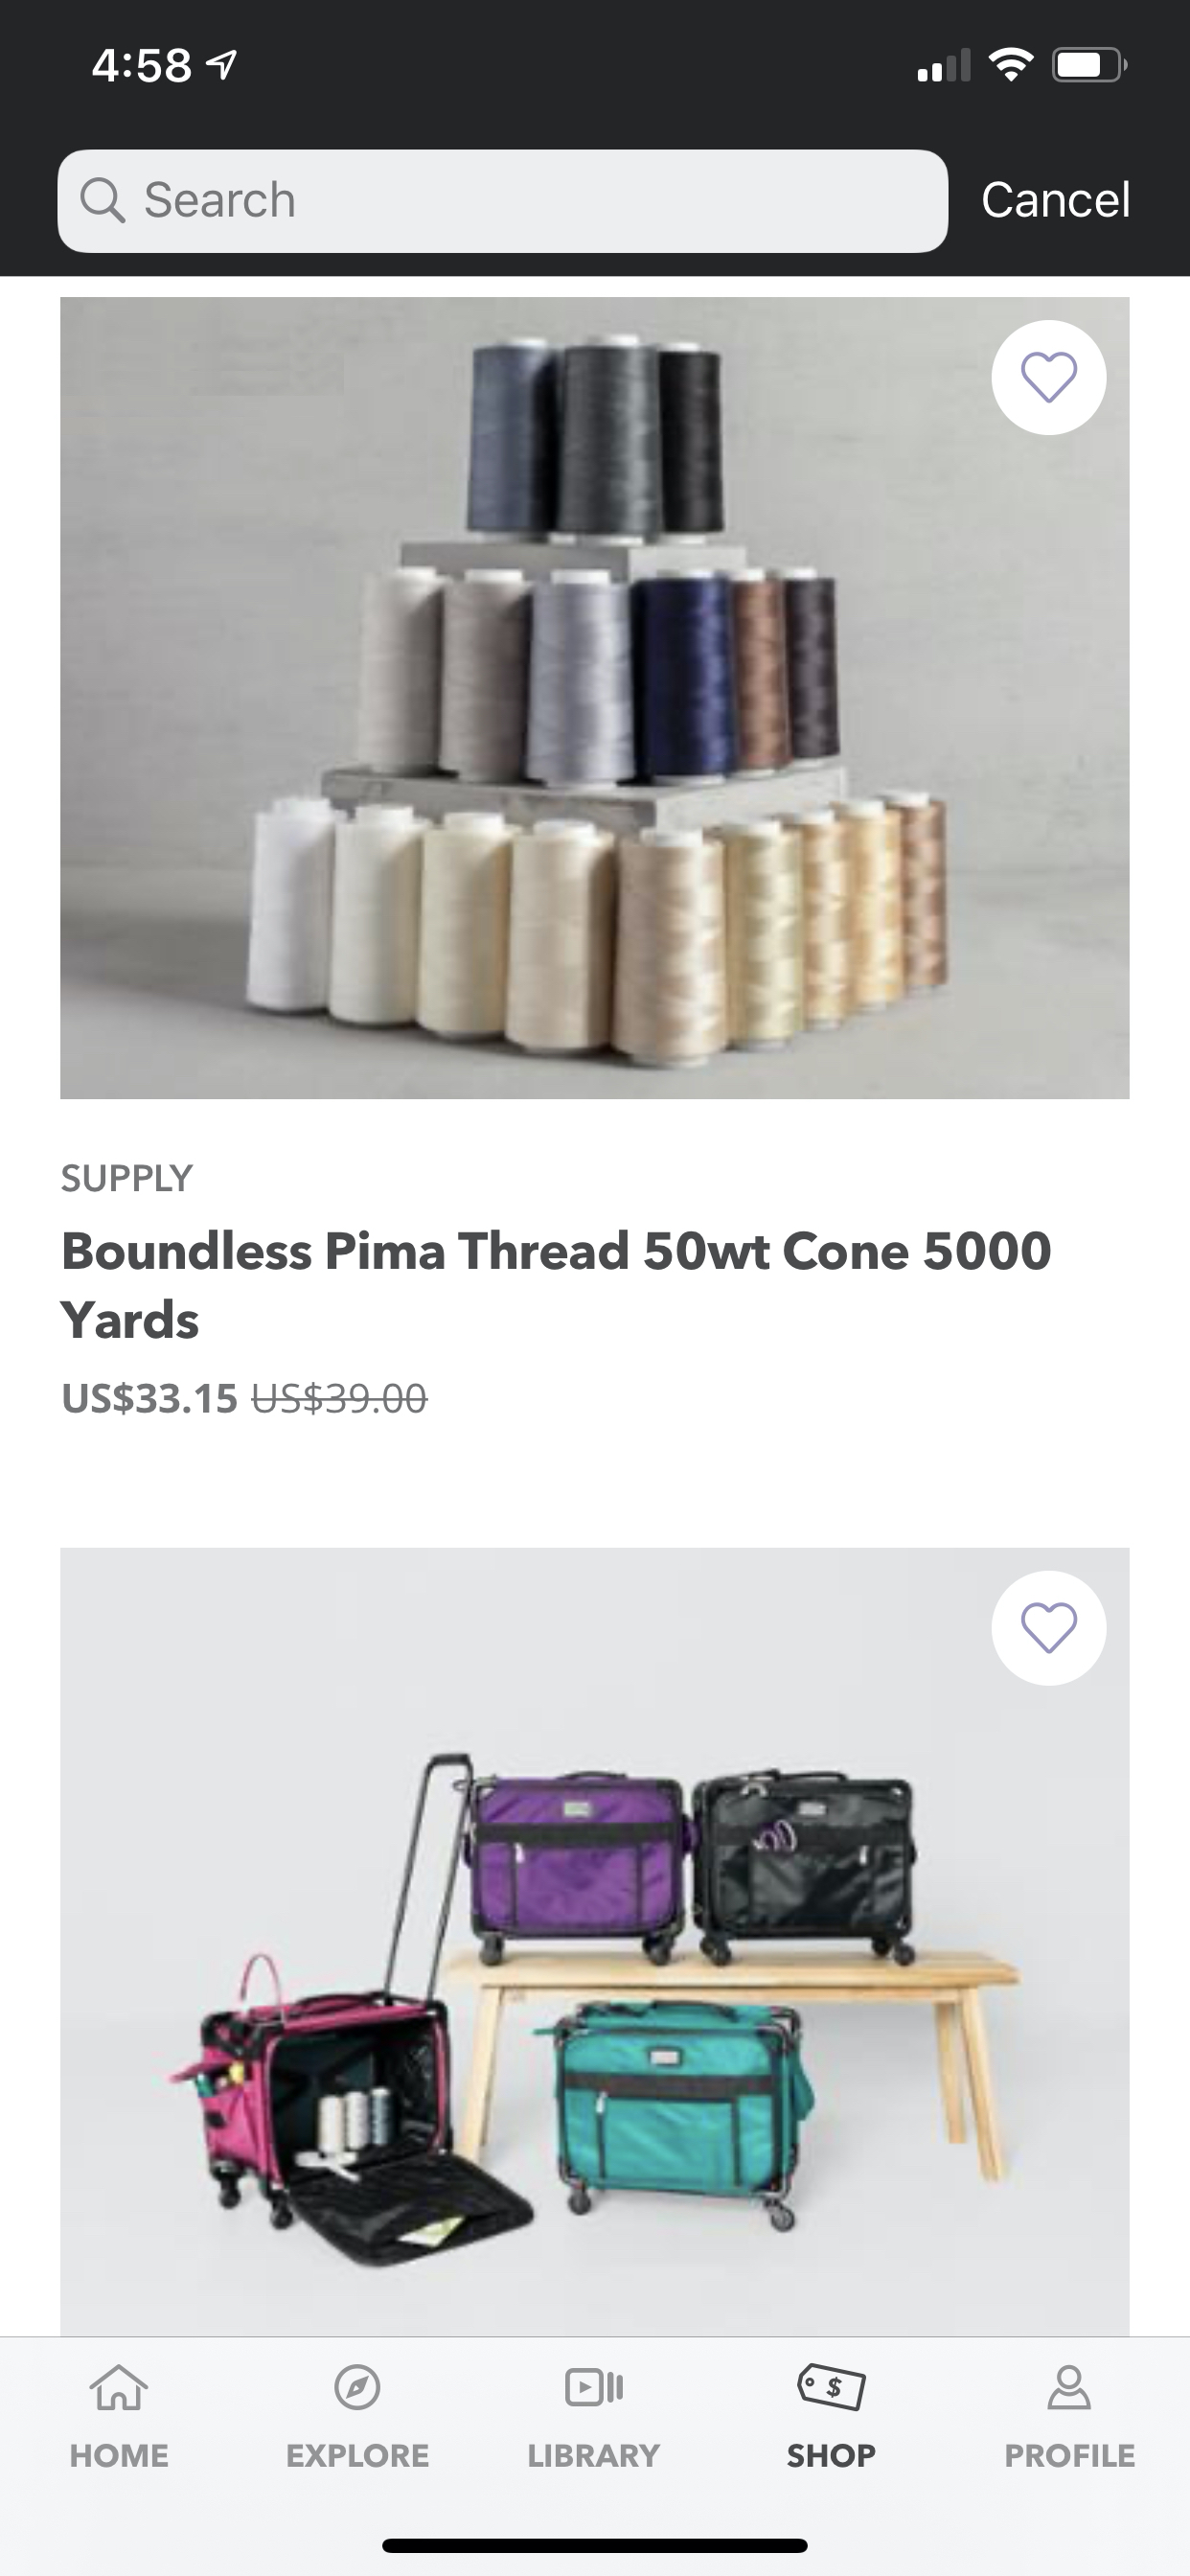 4:58
Search
Cancel
SUPPLY
Boundless Pima Thread 50wt Cone 5000
Yards
US$33.15 US$39.00
$
HOME
EXPLORE
LIBRARY
SHOP
PROFILE